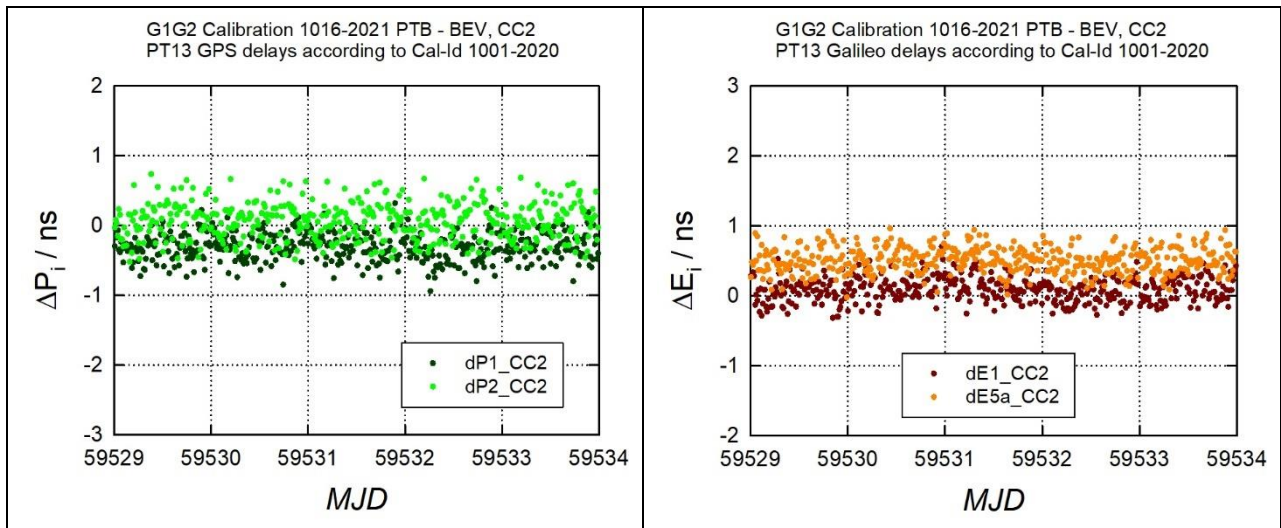 G1G2 Calibration 1016-2021 PTB - BEV, CC2
PT13 GPS delays according to Cal-Id 1001-2020
2
1
0
-1
-2
-3
ΔPi / ns
dP1_CC2
dP2_CC2
59529 59530 59531 59532 59533 59534
MJD
G1G2 Calibration 1016-2021 PTB - BEV, CC2
PT13 Galileo delays according to Cal-Id 1001-2020
3
2
1
0
-1
-2
ΔEi / ns
dE1_CC2
dE5a_CC2
59529 59530 59531 59532 59533 59534
MJD